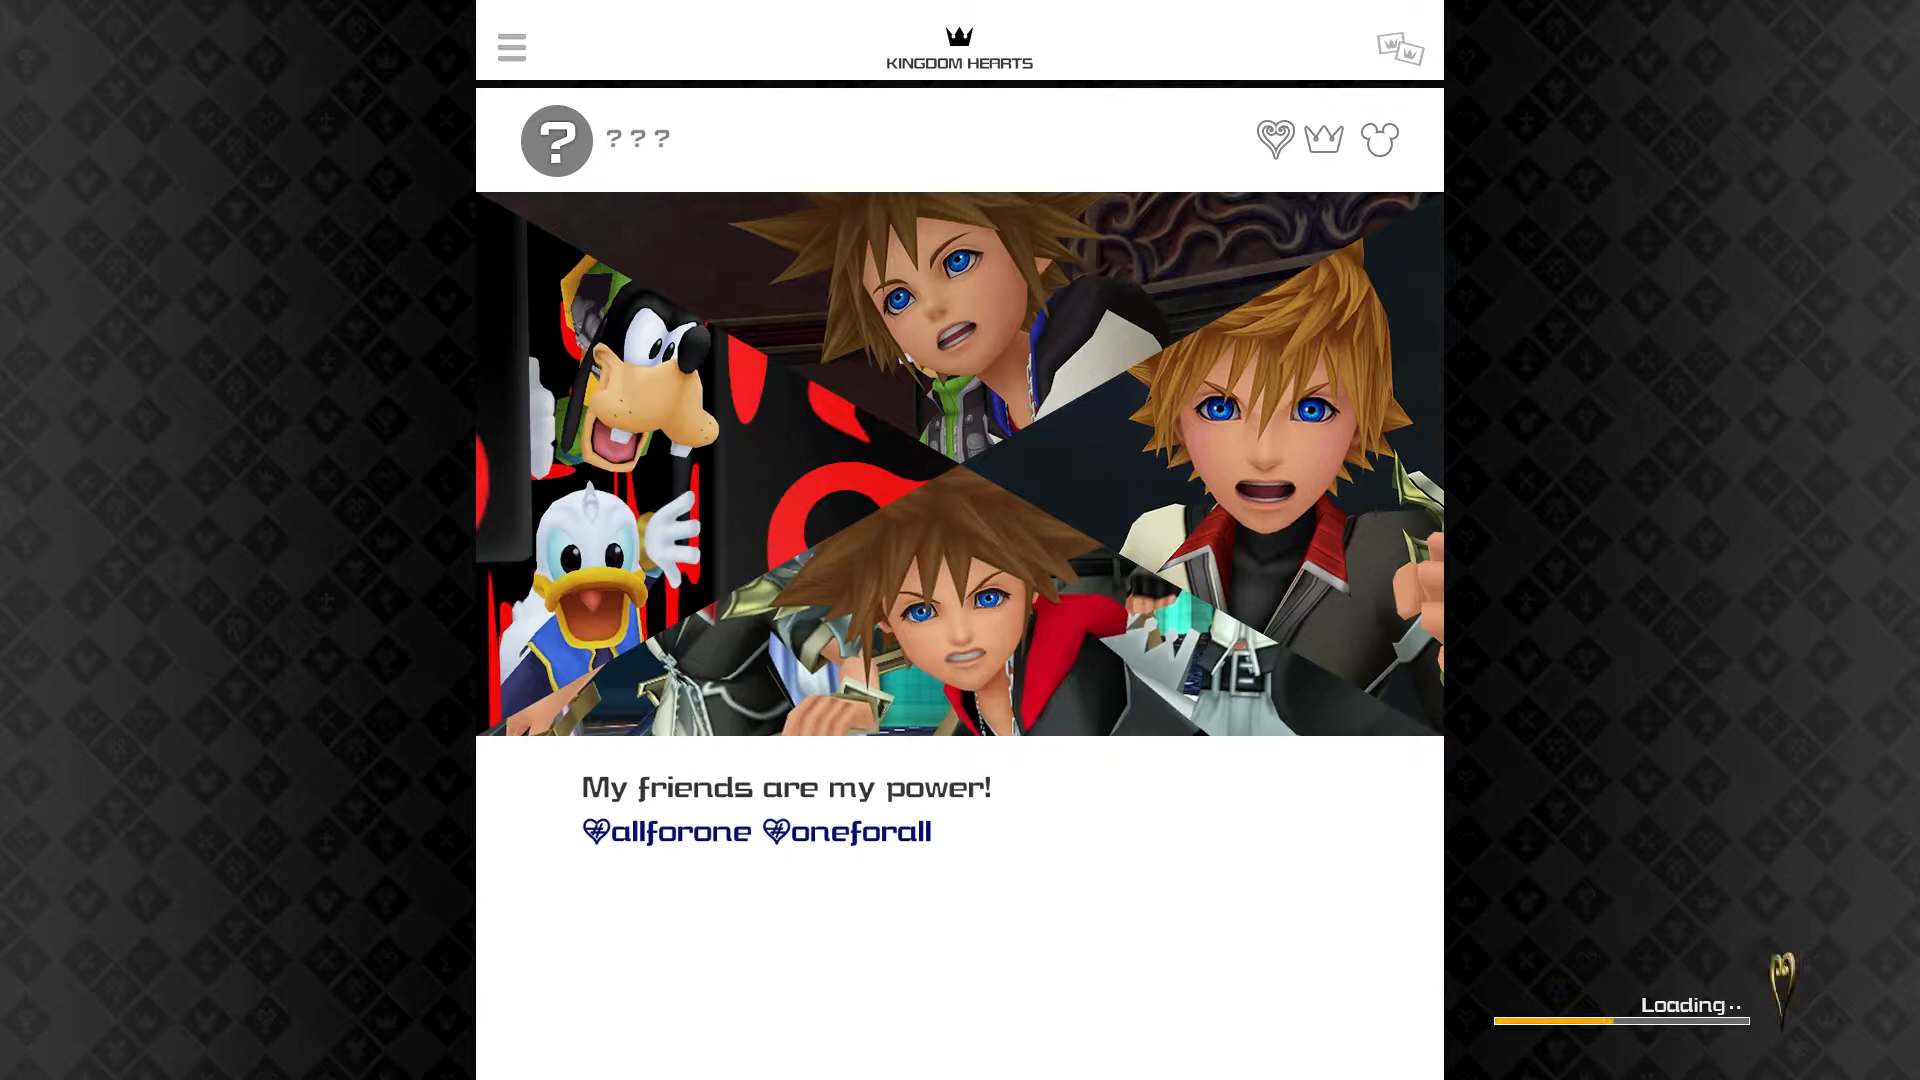 KINGDOM HEARTS
? ? ? ?
My friends are my power!
#allforone #oneforall
Loading..